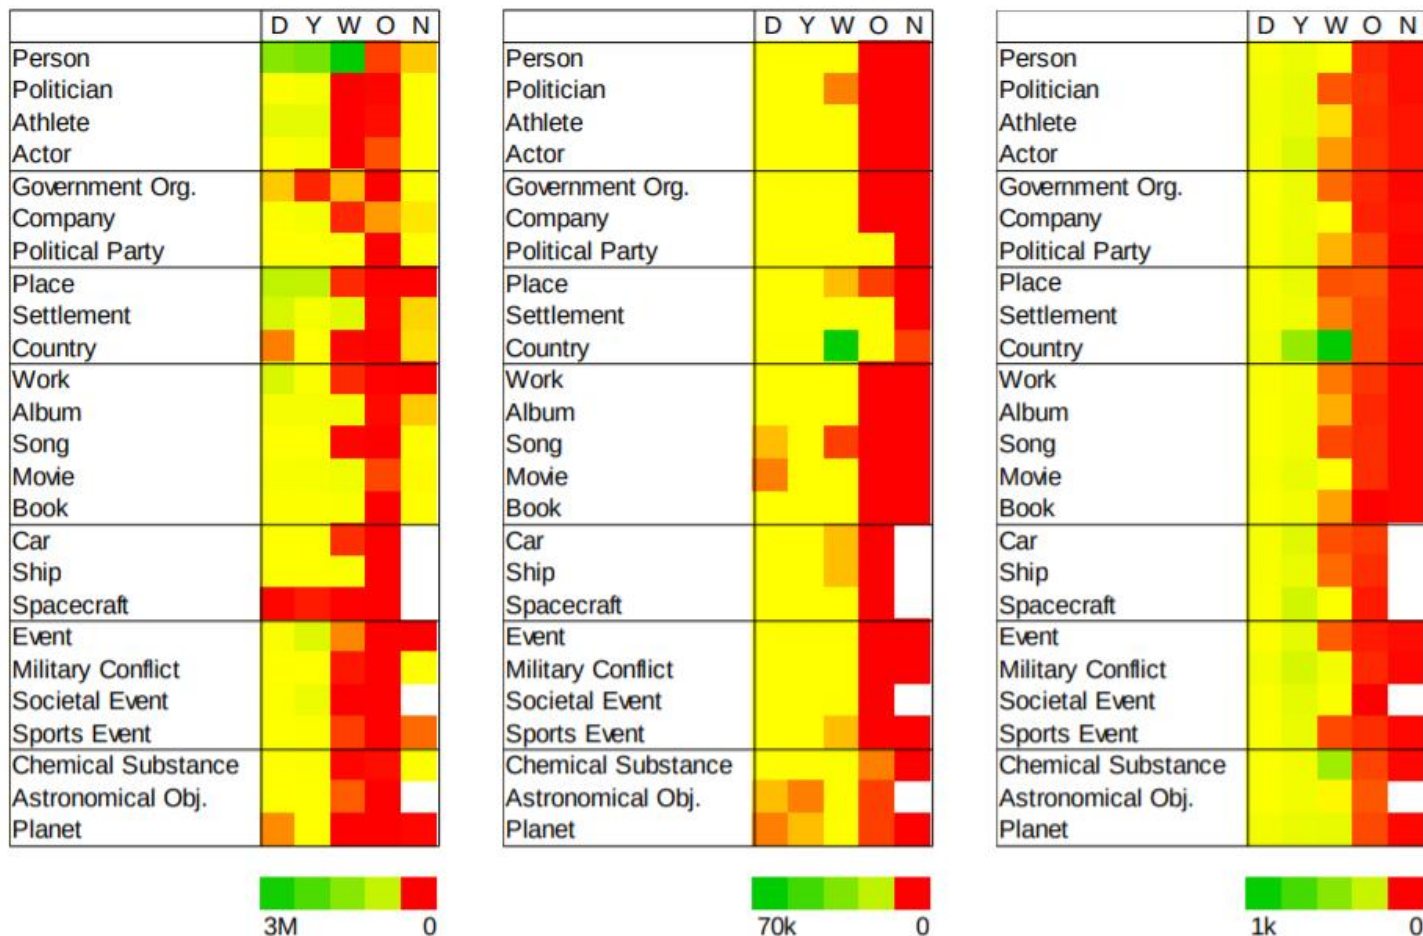 D Y W O N
Person
Politician
Athlete
Actor
Government Org.
Company
Political Party
Place
Settlement
Country
Work
Album
Song
Movie
Book
Car
Ship
Spacecraft
Event
Military Conflict
Societal Event
Sports Event
Chemical Substance
Astronomical Obj.
Planet
3M 0
D Y W O N
Person
Politician
Athlete
Actor
Government Org.
Company
Political Party
Place
Settlement
Country
Work
Album
Song
Movie
Book
Car
Ship
Spacecraft
Event
Military Conflict
Societal Event
Sports Event
Chemical Substance
Astronomical Obj.
Planet
70k 0
D Y W O N
Person
Politician
Athlete
Actor
Government Org.
Company
Political Party
Place
Settlement
Country
Work
Album
Song
Movie
Book
Car
Ship
Spacecraft
Event
Military Conflict
Societal Event
Sports Event
Chemical Substance
Astronomical Obj.
Planet
1k 0